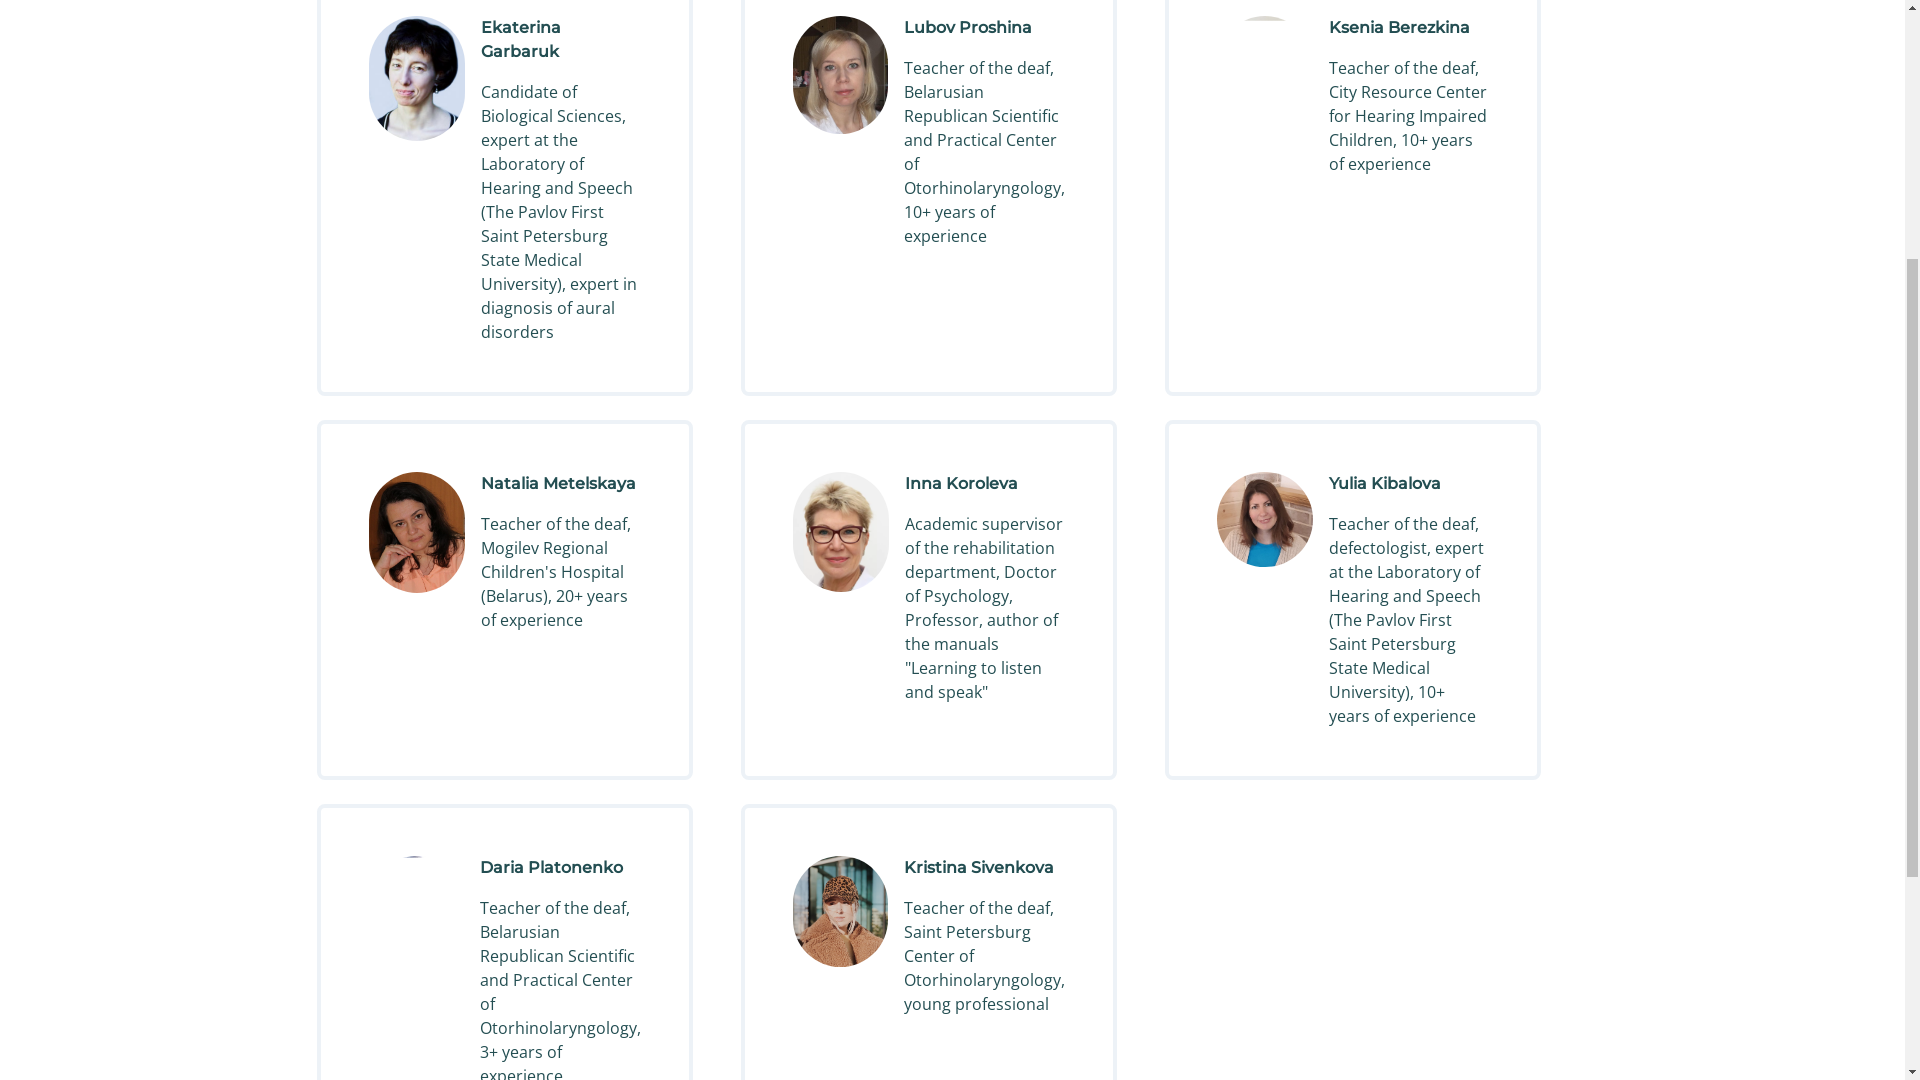 Ekaterina
Garbaruk
Candidate of
Biological Sciences,
expert at the
Laboratory of
Hearing and Speech
(The Pavlov First
Saint Petersburg
State Medical
University), expert in
diagnosis of aural
disorders
Lubov Proshina
Teacher of the deaf,
Belarusian
Republican Scientific
and Practical Center
of
Otorhinolaryngology,
10+ years of
experience
Ksenia Berezkina
Teacher of the deaf,
City Resource Center
for Hearing Impaired
Children, 10+ years
of experience
Natalia Metelskaya
Teacher of the deaf,
Mogilev Regional
Children's Hospital
(Belarus), 20+ years
of experience
Inna Koroleva
Academic supervisor
of the rehabilitation
department, Doctor
of Psychology,
Professor, author of
the manuals
"Learning to listen
and speak"
Yulia Kibalova
Teacher of the deaf,
defectologist, expert
at the Laboratory of
Hearing and Speech
(The Pavlov First
Saint Petersburg
State Medical
University), 10+
years of experience
Daria Platonenko
Teacher of the deaf,
Belarusian
Republican Scientific
and Practical Center
of
Otorhinolaryngology,
3+ years of
experience
Kristina Sivenkova
Teacher of the deaf,
Saint Petersburg
Center of
Otorhinolaryngology,
young professional